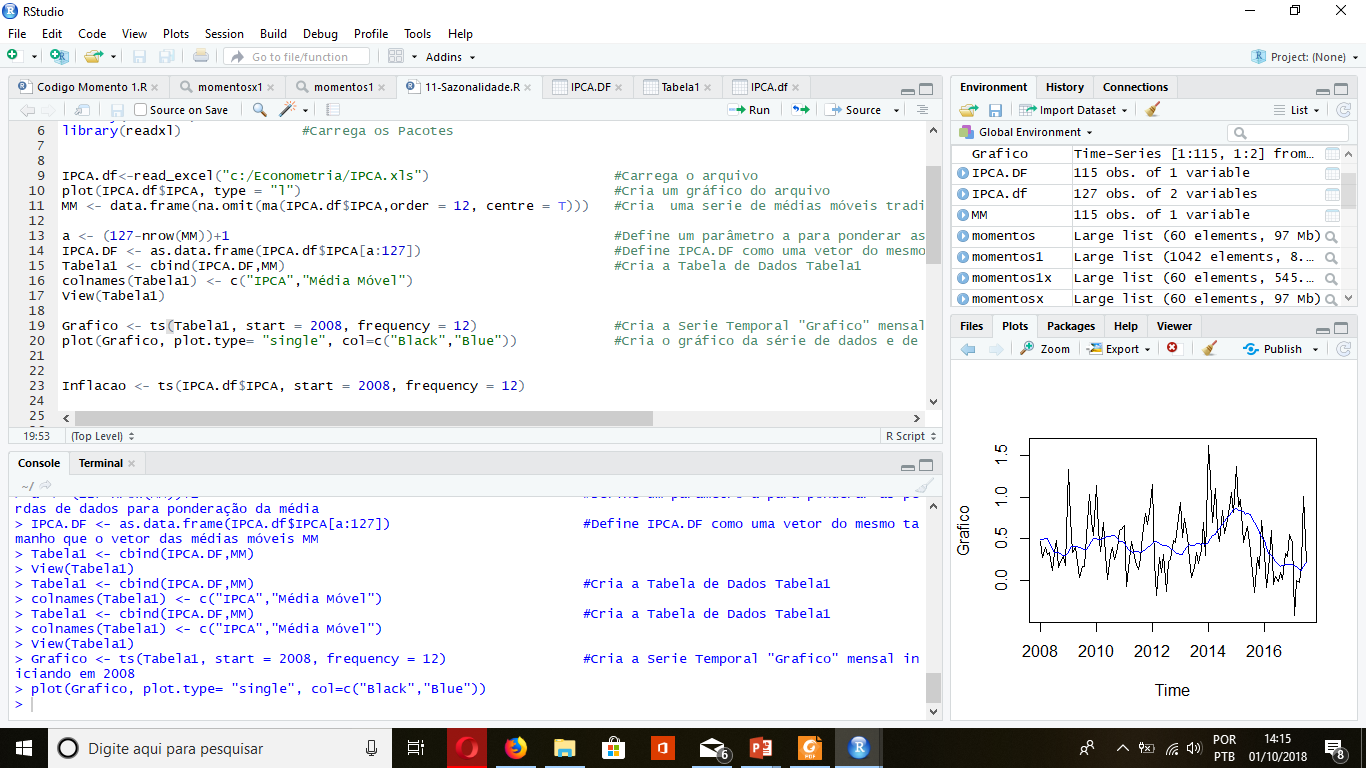 RStudio
File Edit Code View Plots Session Build Debug Profile Tools Help
Go to file/function Addins Project: (None)
Codigo Momento 1.R momentosx1 momentos1 11-Sazonalidade.R IPCA.DF Tabela1 IPCA.df
Source on Save Run Source
6 library(readxl) #Carrega os Pacotes
7
8
9 IPCA.df<-read_excel("c:/Econometria/IPCA.xls") #Carrega o arquivo
10 plot(IPCA.df$IPCA, type = "l") #Cria um gráfico do arquivo
11 MM <- data.frame(na.omit(ma(IPCA.df$IPCA,order = 12, centre = T))) #Cria uma serie de médias móveis tradi
12
13 a <- (127-nrow(MM))+1 #Define um parâmetro a para ponderar as
14 IPCA.DF <- as.data.frame(IPCA.df$IPCA[a:127]) #Define IPCA.DF como uma vetor do mesmo
15 Tabela1 <- cbind(IPCA.DF,MM) #Cria a Tabela de Dados Tabela1
16 colnames(Tabela1) <- c("IPCA","Média Móvel")
17 View(Tabela1)
18
19 Grafico <- ts(Tabela1, start = 2008, frequency = 12) #Cria a Serie Temporal "Grafico" mensal
20 plot(Grafico, plot.type= "single", col=c("Black","Blue")) #Cria o gráfico da série de dados e de
21
22
23 Inflacao <- ts(IPCA.df$IPCA, start = 2008, frequency = 12)
24
25
19:53 (Top Level) R Script
Console Terminal
~/
rdas de dados para ponderação da média
> IPCA.DF <- as.data.frame(IPCA.df$IPCA[a:127]) #Define IPCA.DF como uma vetor do mesmo ta
manho que o vetor das médias móveis MM
> Tabela1 <- cbind(IPCA.DF,MM)
> View(Tabela1)
> Tabela1 <- cbind(IPCA.DF,MM) #Cria a Tabela de Dados Tabela1
> colnames(Tabela1) <- c("IPCA","Média Móvel")
> Tabela1 <- cbind(IPCA.DF,MM) #Cria a Tabela de Dados Tabela1
> colnames(Tabela1) <- c("IPCA","Média Móvel")
> View(Tabela1)
> Grafico <- ts(Tabela1, start = 2008, frequency = 12) #Cria a Serie Temporal "Grafico" mensal in
iciando em 2008
> plot(Grafico, plot.type= "single", col=c("Black","Blue"))
>
Environment History Connections
Import Dataset List
Global Environment
Grafico Time-Series [1:115, 1:2] from…
IPCA.DF 115 obs. of 1 variable
IPCA.df 127 obs. of 2 variables
MM 115 obs. of 1 variable
momentos Large list (60 elements, 97 Mb)
momentos1 Large list (1042 elements, 8.…
momentos1x Large list (60 elements, 545.…
momentosx Large list (60 elements, 97 Mb)
Files Plots Packages Help Viewer
Zoom Export Publish
Grafico
1.5
1.0
0.5
0.0
2008 2010 2012 2014 2016
Time
Digite aqui para pesquisar
6
POR
PTB
14:15
01/10/2018
8